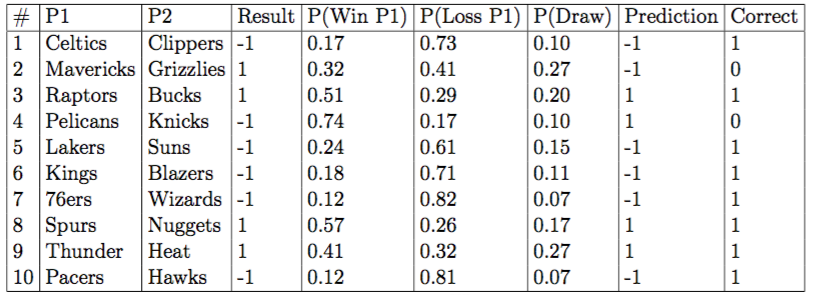 # P1 P2 Result P(Win P1) P(Loss P1) P(Draw) Prediction Correct
1 Celtics Clippers -1 0.17 0.73 0.10 -1 1
2 Mavericks Grizzlies 1 0.32 0.41 0.27 -1 0
3 Raptors Bucks 1 0.51 0.29 0.20 1 1
4 Pelicans Knicks -1 0.74 0.17 0.10 1 0
5 Lakers Suns -1 0.24 0.61 0.15 -1 1
6 Kings Blazers -1 0.18 0.71 0.11 -1 1
7 76ers Wizards -1 0.12 0.82 0.07 -1 1
8 Spurs Nuggets 1 0.57 0.26 0.17 1 1
9 Thunder Heat 1 0.41 0.32 0.27 1 1
10 Pacers Hawks -1 0.12 0.81 0.07 -1 1